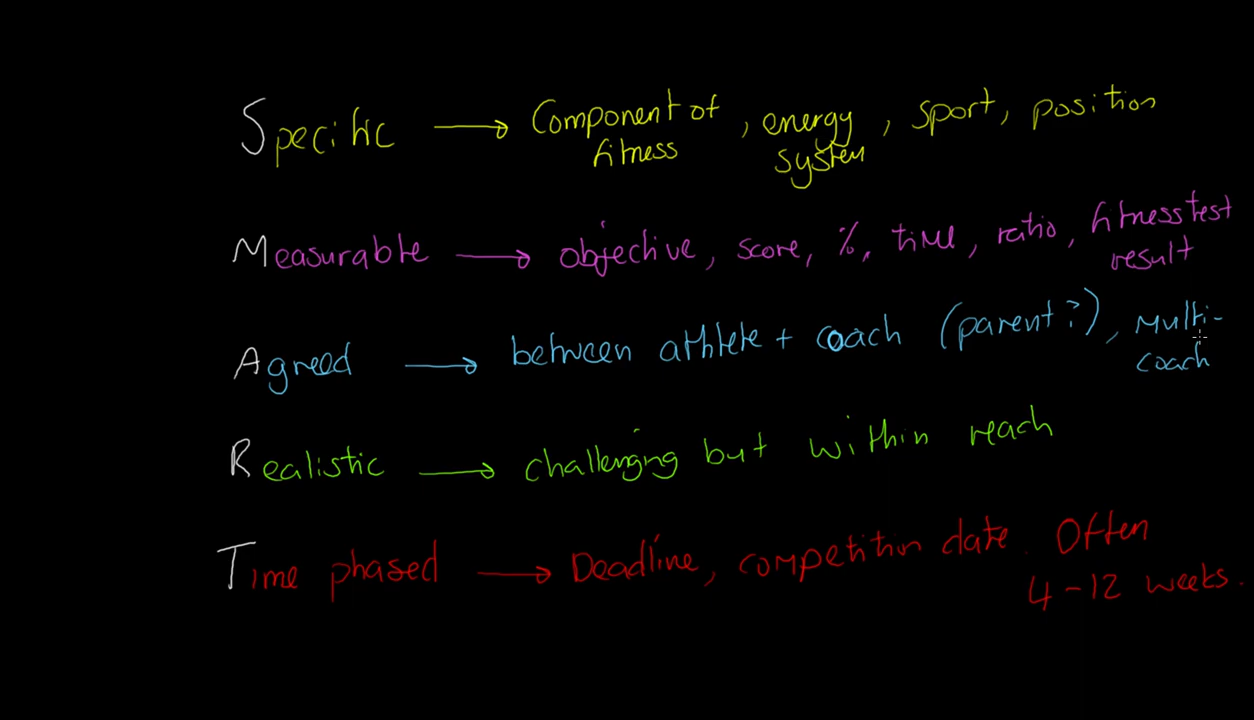 Specific → Component of fitness, energy system, sport, position
Measurable → objective, score, %, time, ratio, fitness test result
Agreed → between athlete + coach (parent?), Multi-coach
Realistic → challenging but within reach
Time phased → Deadline, competition date. Often 4-12 weeks.